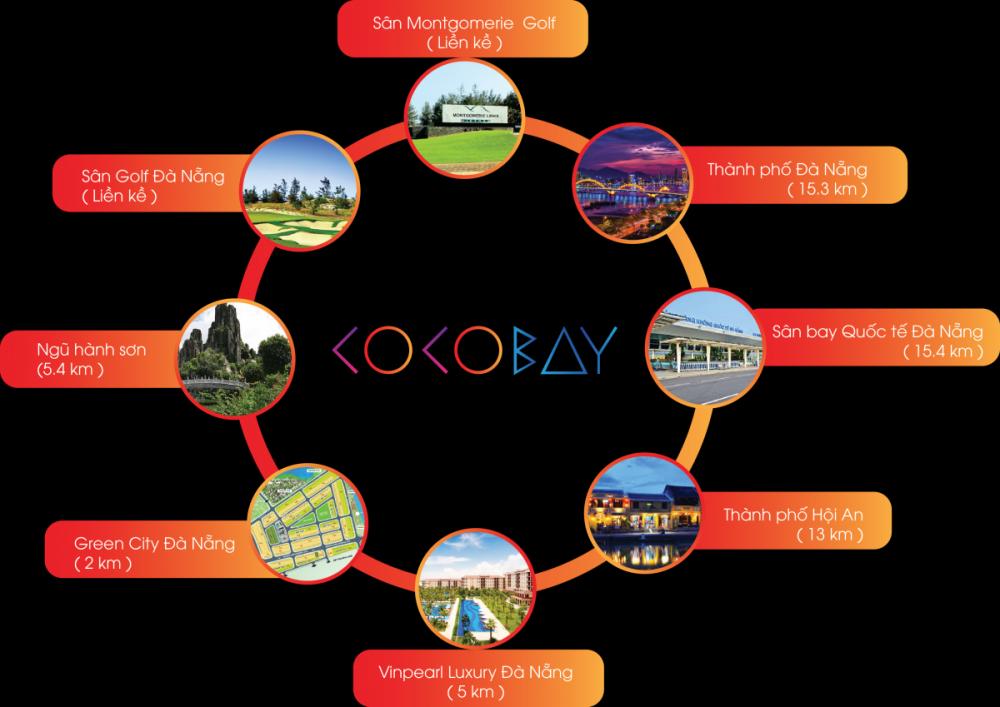 Sân Montgomerie Golf
( Liền kề )
MONTGOMERIE LINKS
Sân Golf Đà Nẵng
( Liền kề )
Thành phố Đà Nẵng
( 15.3 km )
Ngũ hành sơn
(5.4 km )
COCOBAY
Sân bay Quốc tế Đà Nẵng
( 15.4 km )
Green City Đà Nẵng
( 2 km )
Thành phố Hội An
( 13 km )
Vinpearl Luxury Đà Nẵng
( 5 km )